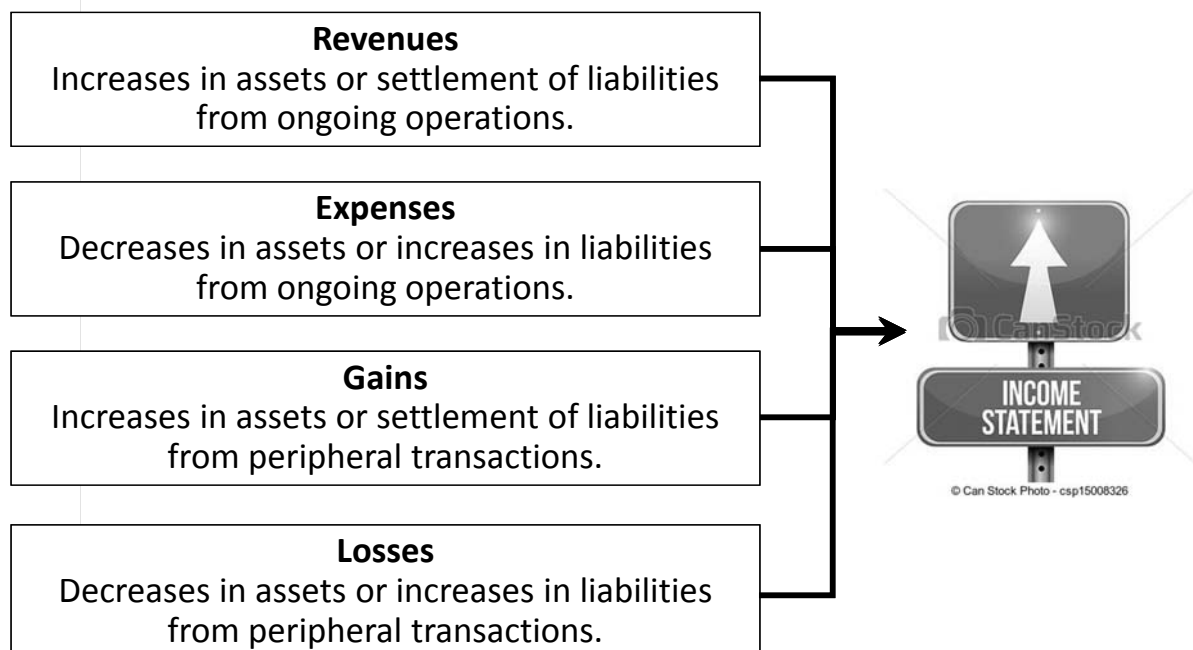 Revenues
Increases in assets or settlement of liabilities
from ongoing operations.
Expenses
Decreases in assets or increases in liabilities
from ongoing operations.
Gains
Increases in assets or settlement of liabilities
from peripheral transactions.
Losses
Decreases in assets or increases in liabilities
from peripheral transactions.
CanStock
INCOME
STATEMENT
© Can Stock Photo - csp15008326